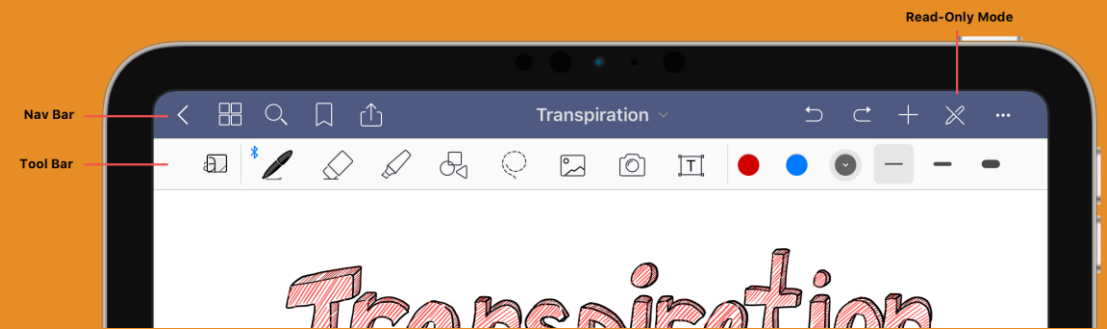 Read-Only Mode
Nav Bar
Transpiration
Tool Bar
T
Transpiration